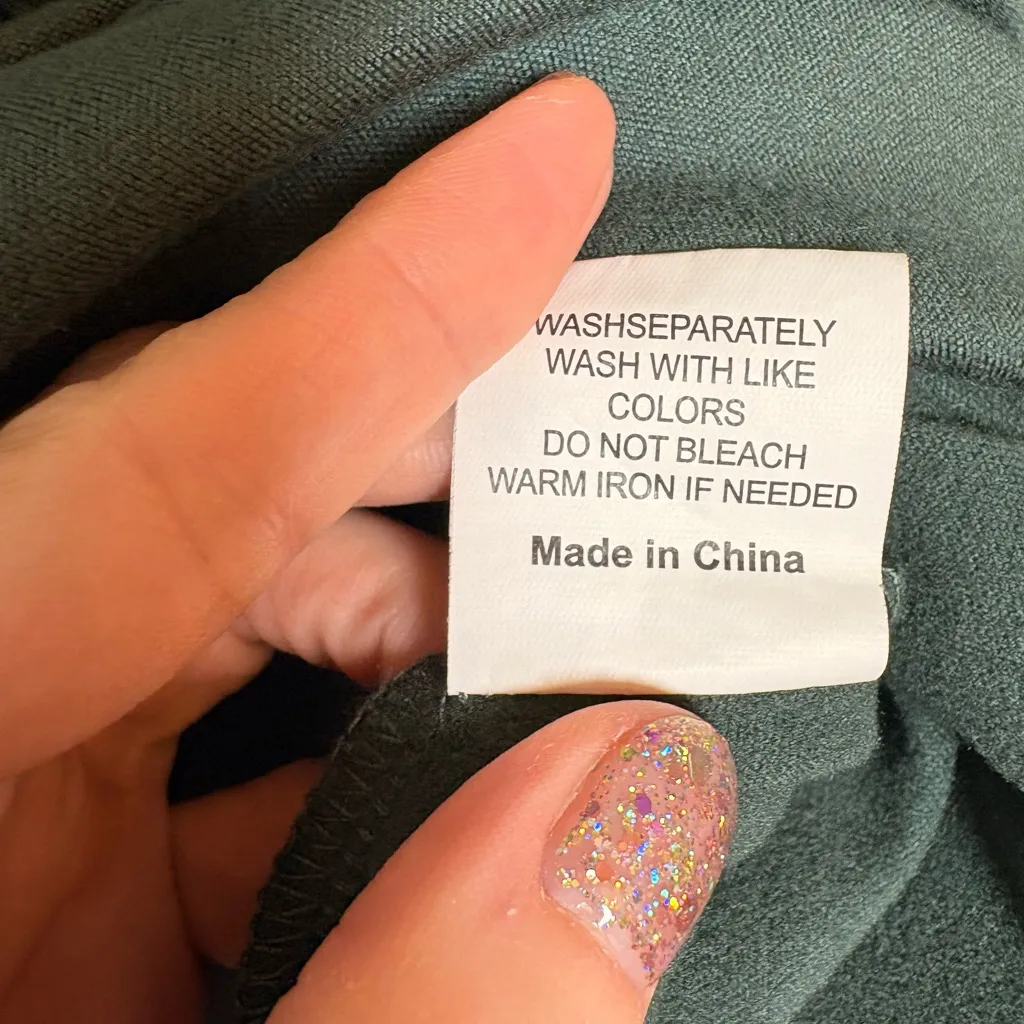 WASHSEPARATELY
WASH WITH LIKE
COLORS
DO NOT BLEACH
WARM IRON IF NEEDED
Made in China